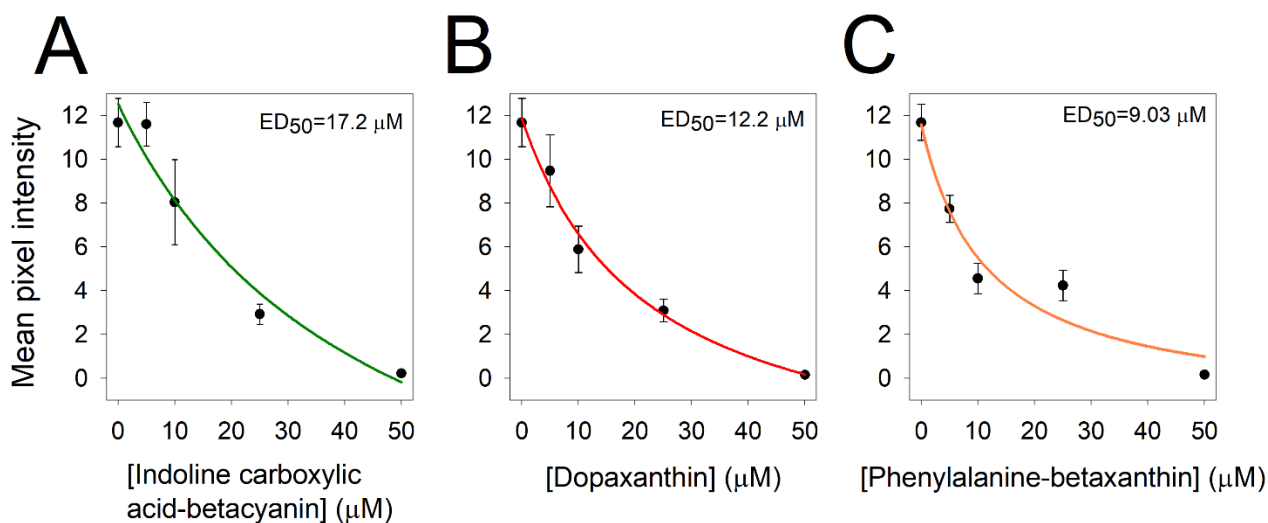 A
B
C
ED50=17.2 μM
ED50=12.2 μM
ED50=9.03 μM
Mean pixel intensity
12
10
8
6
4
2
0
12
10
8
6
4
2
0
12
10
8
6
4
2
0
0 10 20 30 40 50
0 10 20 30 40 50
0 10 20 30 40 50
[Indoline carboxylic
acid-betacyanin] (μM)
[Dopaxanthin] (μM)
[Phenylalanine-betaxanthin] (μM)